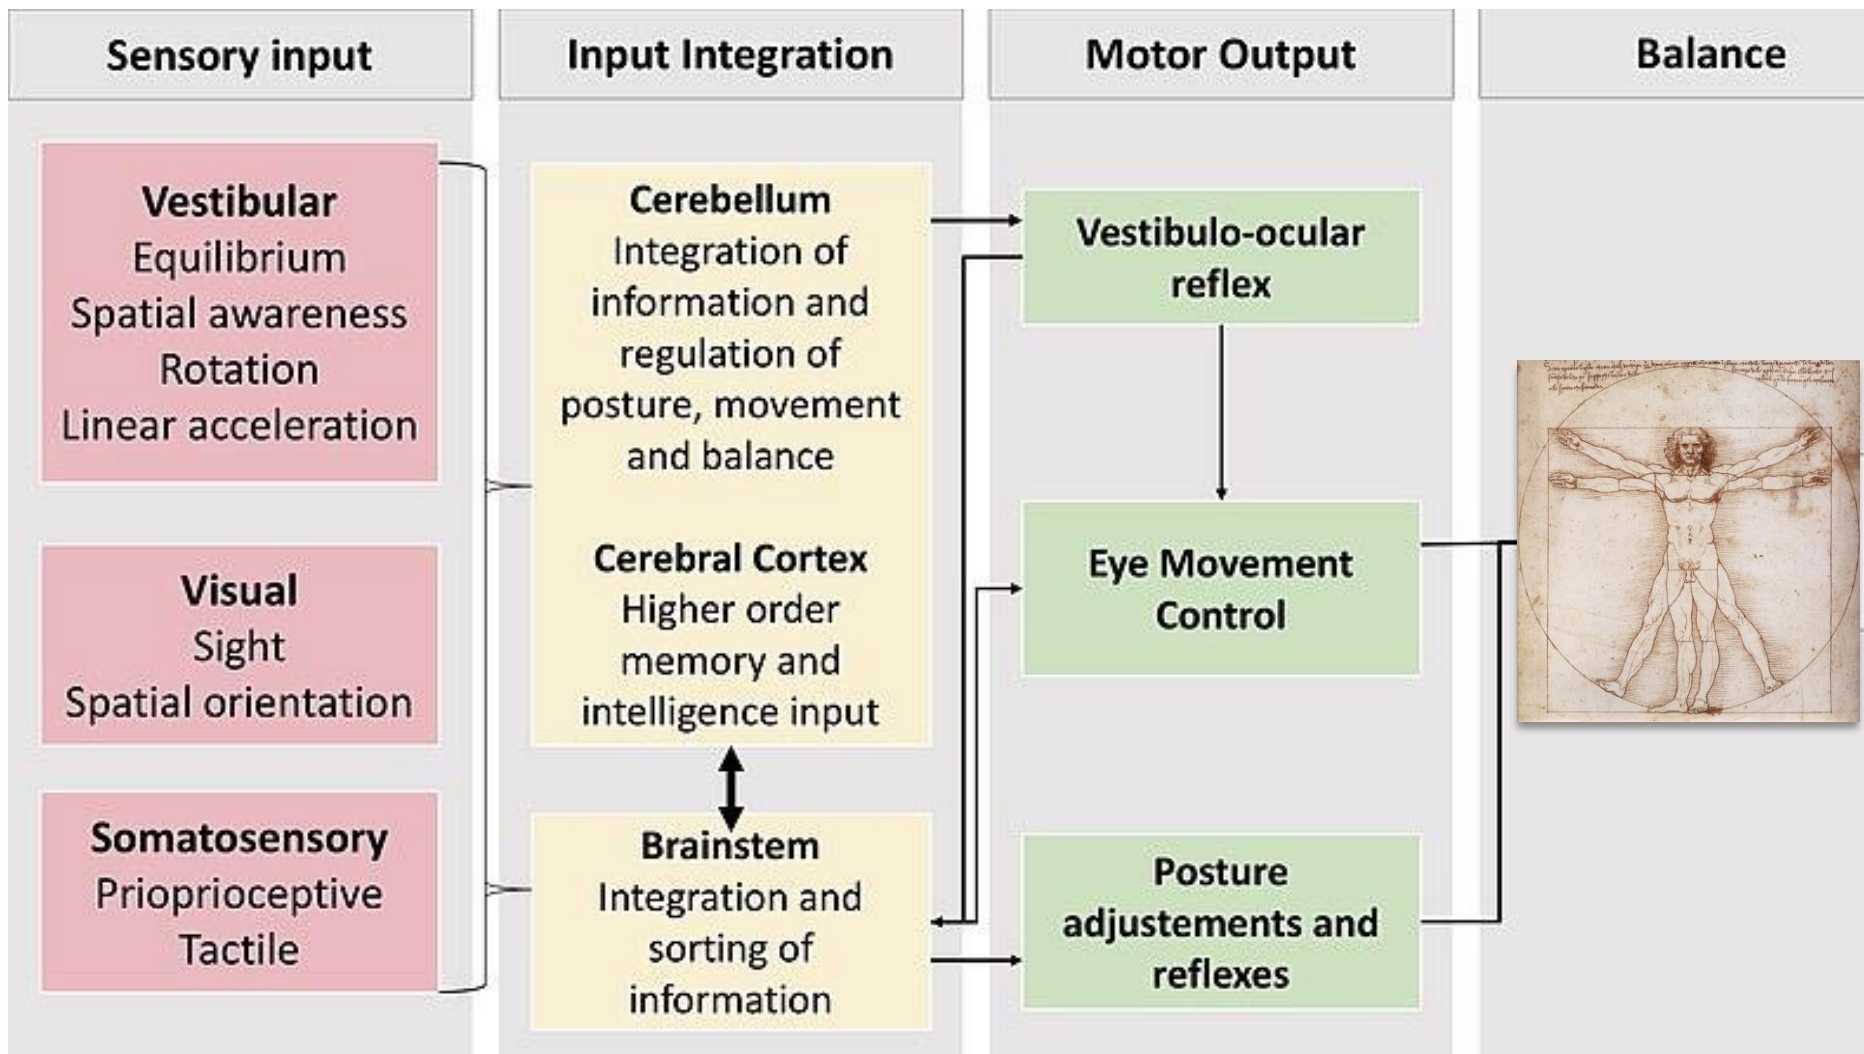 Sensory input
Input Integration
Motor Output
Balance
Vestibular
Equilibrium
Spatial awareness
Rotation
Linear acceleration
Visual
Sight
Spatial orientation
Somatosensory
Prioprioceptive
Tactile
Cerebellum
Integration of
information and
regulation of
posture, movement
and balance
Cerebral Cortex
Higher order
memory and
intelligence input
Brainstem
Integration and
sorting of
information
Vestibulo-ocular
reflex
Eye Movement
Control
Posture
adjustements and
reflexes